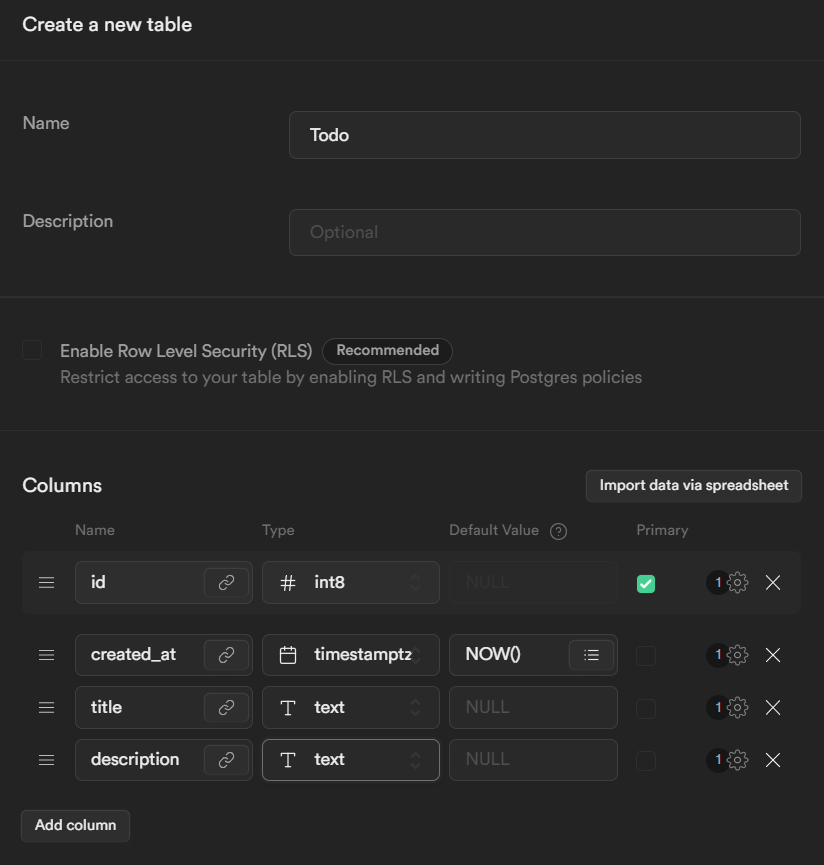 Create a new table
Name
Todo
Description
Optional
Enable Row Level Security (RLS) Recommended
Restrict access to your table by enabling RLS and writing Postgres policies
Columns
Import data via spreadsheet
Name Type Default Value ? Primary
id # int8 NULL 1
created_at timestamptz NOW() 1
title T text NULL 1
description T text NULL 1
Add column